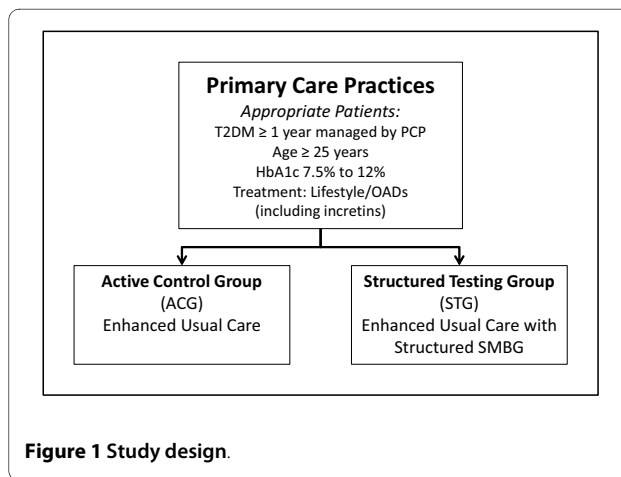 Primary Care Practices
Appropriate Patients:
T2DM ≥ 1 year managed by PCP
Age ≥ 25 years
HbA1c 7.5% to 12%
Treatment: Lifestyle/OADs
(including incretins)
Active Control Group
(ACG)
Enhanced Usual Care
Structured Testing Group
(STG)
Enhanced Usual Care with
Structured SMBG
Figure 1 Study design.